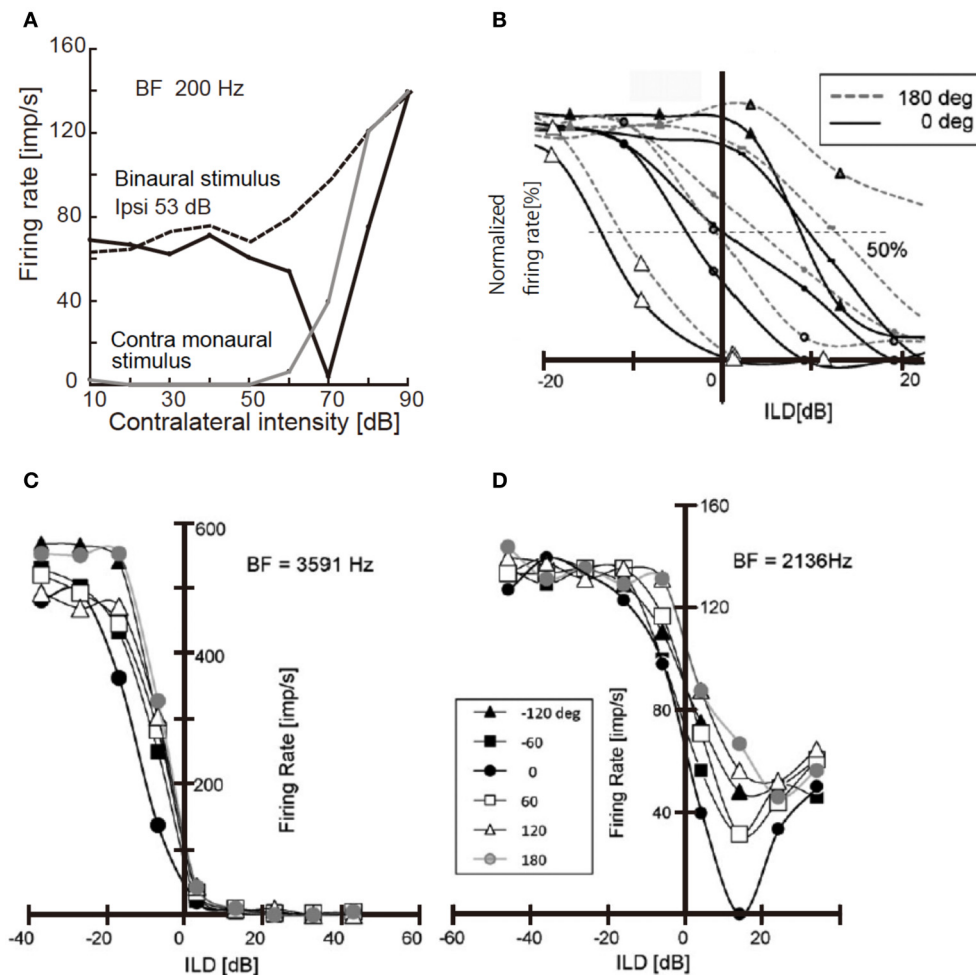 A
Firing rate [imp/s]
160
120
80
40
0
BF 200 Hz
Binaural stimulus
Ipsi 53 dB
Contra monaural
stimulus
10
30
50
70
90
Contralateral intensity [dB]
B
Normalized
firing rate[%]
180 deg
0 deg
50%
-20
0
20
ILD[dB]
C
600
BF = 3591 Hz
400
200
Firing Rate [imp/s]
-40
-20
0
20
40
60
ILD [dB]
D
160
BF = 2136Hz
120
80
40
Firing Rate [imp/s]
-120 deg
-60
0
60
120
180
-60
-40
-20
0
20
ILD [dB]